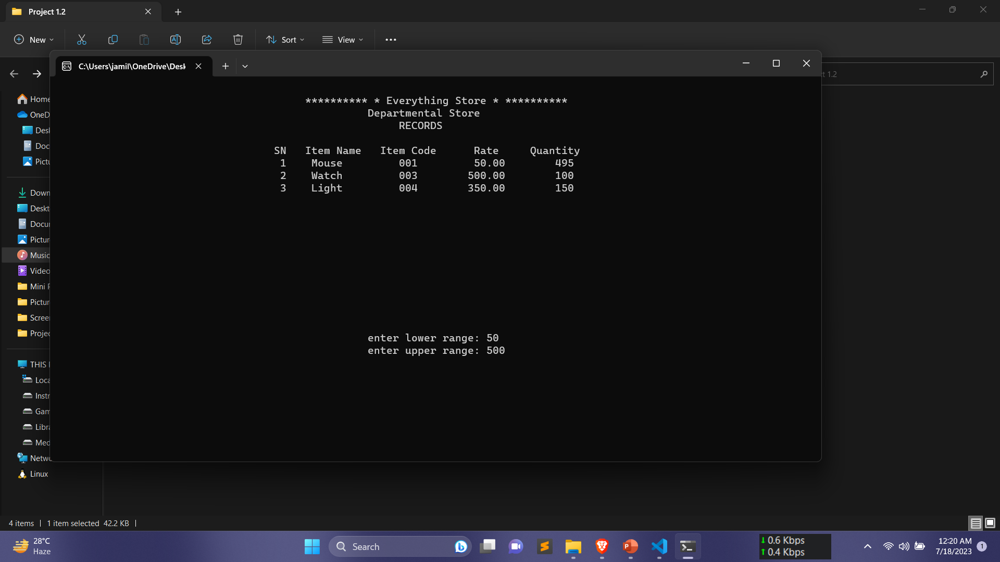 Project 1.2
New
Sort
View
C:\Users\jamil\OneDrive\Desk
t 1.2
Home
OneD
Desk
Doc
Pictu
Down
Deskt
Docu
Pictur
Music
Video
Mini P
Pictur
Scree
Projec
THIS
Loca
Instr
Gam
Libra
Med
Netwo
Linux
********** * Everything Store * **********
Departmental Store
RECORDS
SN Item Name Item Code Rate Quantity
1 Mouse 001 50.00 495
2 Watch 003 500.00 100
3 Light 004 350.00 150
enter lower range: 50
enter upper range: 500
4 items | 1 item selected 42.2 KB |
28°C
Haze
Search
0.6 Kbps
0.4 Kbps
12:20 AM
7/18/2023
1